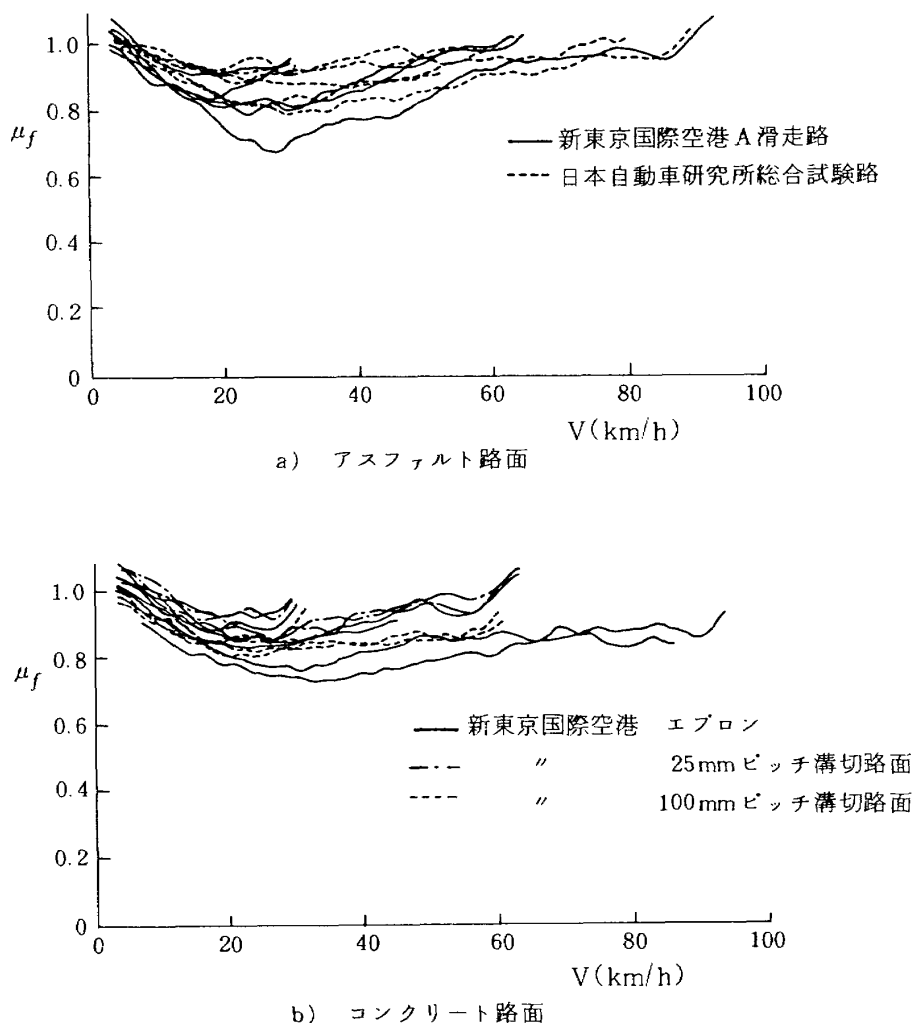 1.0
0.8
μf
0.6
0.4
0.2
0
0 20 40 60 80 100
V(km/h)
新東京国際空港A滑走路
日本自動車研究所総合試験路
a) アスファルト路面
1.0
0.8
μf
0.6
0.4
0.2
0
0 20 40 60 80 100
V(km/h)
新東京国際空港 エプロン
〃 25mmピッチ溝切路面
〃 100mmピッチ溝切路面
b) コンクリート路面